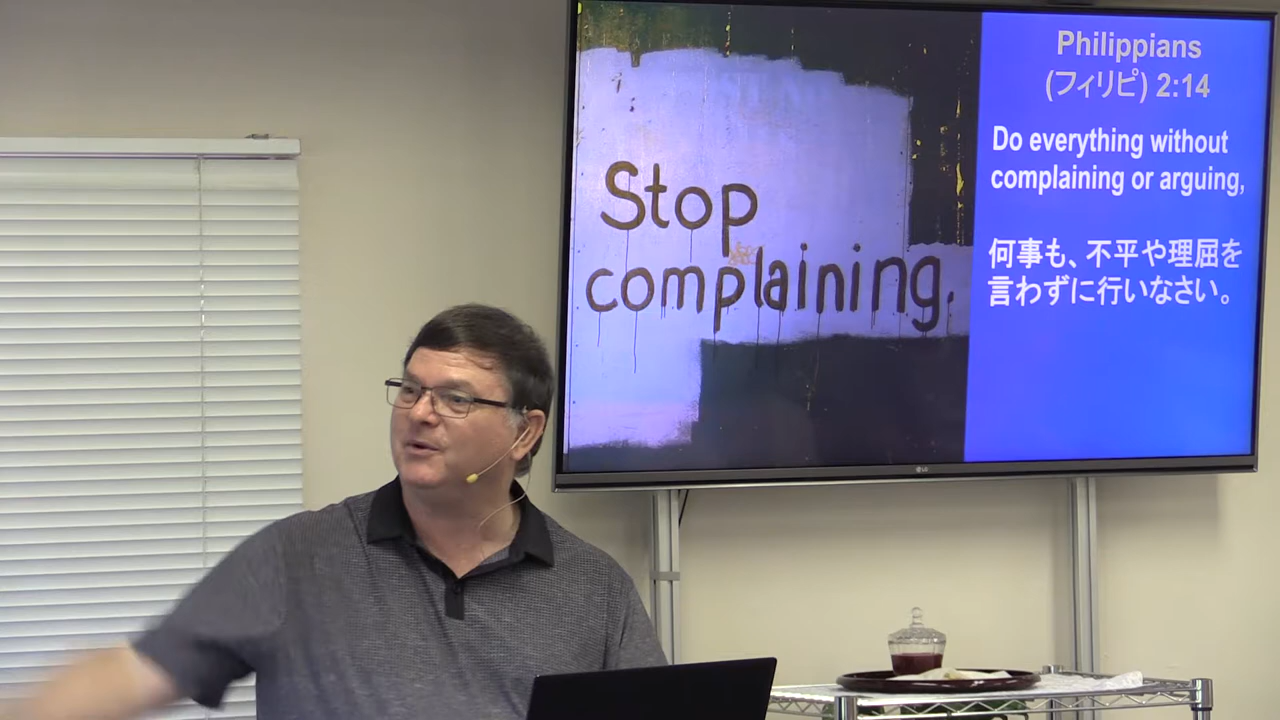 Stop
complaining.
Philippians
(フィリピ) 2:14
Do everything without
complaining or arguing,
何事も、不平や理屈を
言わずに行いなさい。
LG